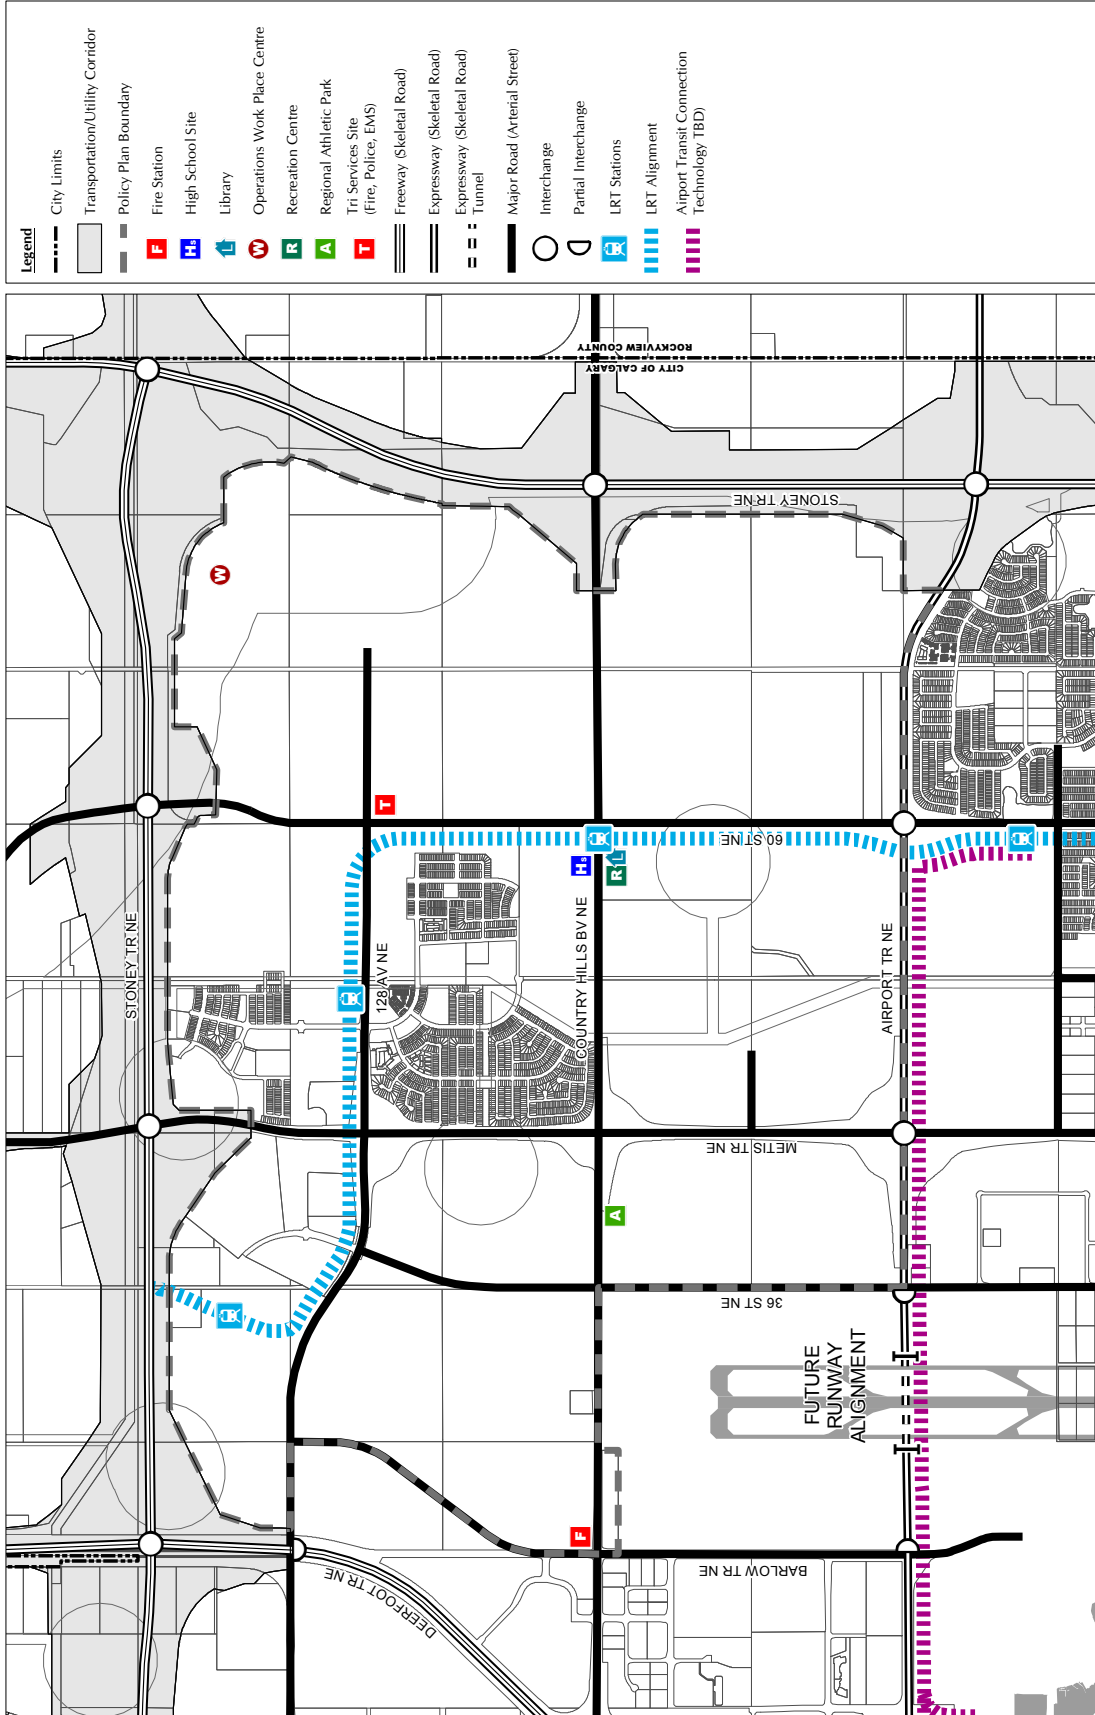 Legend
City Limits
Transportation/Utility Corridor
Policy Plan Boundary
F
Fire Station
Hs
High School Site
L
Library
W
Operations Work Place Centre
R
Recreation Centre
A
Regional Athletic Park
T
Tri Services Site
(Fire, Police, EMS)
Freeway (Skeletal Road)
Expressway (Skeletal Road)
Expressway (Skeletal Road)
Tunnel
Major Road (Arterial Street)
Interchange
Partial Interchange
LRT Stations
LRT Alignment
Airport Transit Connection
Technology TBD)
STONEY TR NE
W
T
128 AV NE
DEERFOOT TR NE
F
Hs
COUNTRY HILLS BV NE
CITY OF CALGARY
ROCKYVIEW COUNTY
R
L
A
BARLOW TR NE
36 ST NE
METIS TR NE
60 ST NE
STONEY TR NE
FUTURE
RUNWAY
ALIGNMENT
AIRPORT TR NE